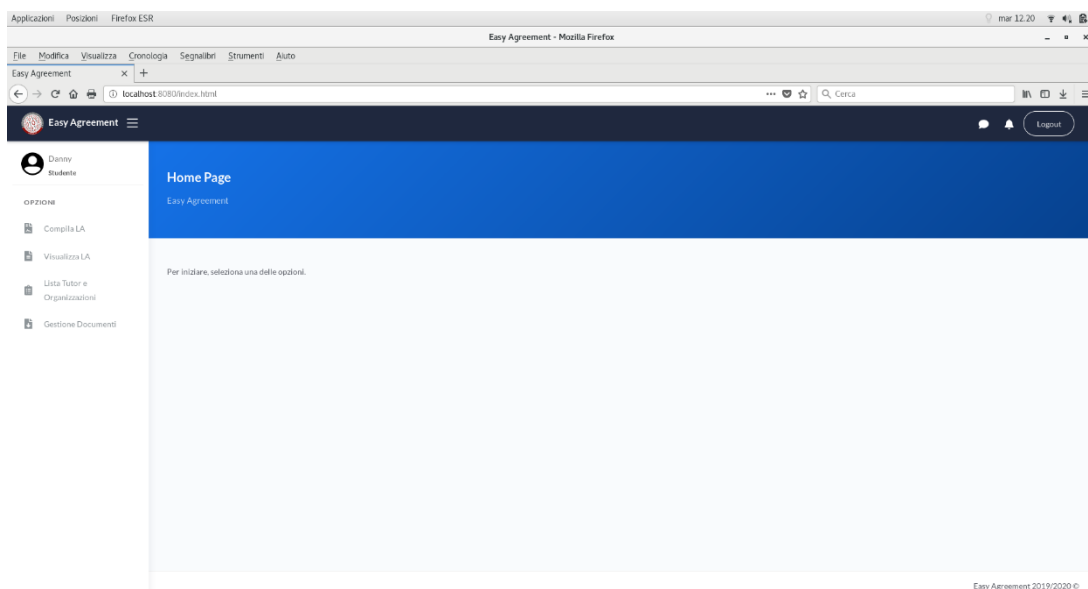 Applicazioni Posizioni Firefox ESR mar 12.20
Easy Agreement - Mozilla Firefox
File Modifica Visualizza Cronologia Segnalibri Strumenti Aiuto
Easy Agreement
localhost:8080/index.html Cerca
Easy Agreement Logout
Danny
Studente
Home Page
Easy Agreement
OPZIONI
Compila LA
Visualizza LA
Lista Tutor e
Organizzazioni
Gestione Documenti
Per iniziare, seleziona una delle opzioni.
Easy Agreement 2019/2020 ©